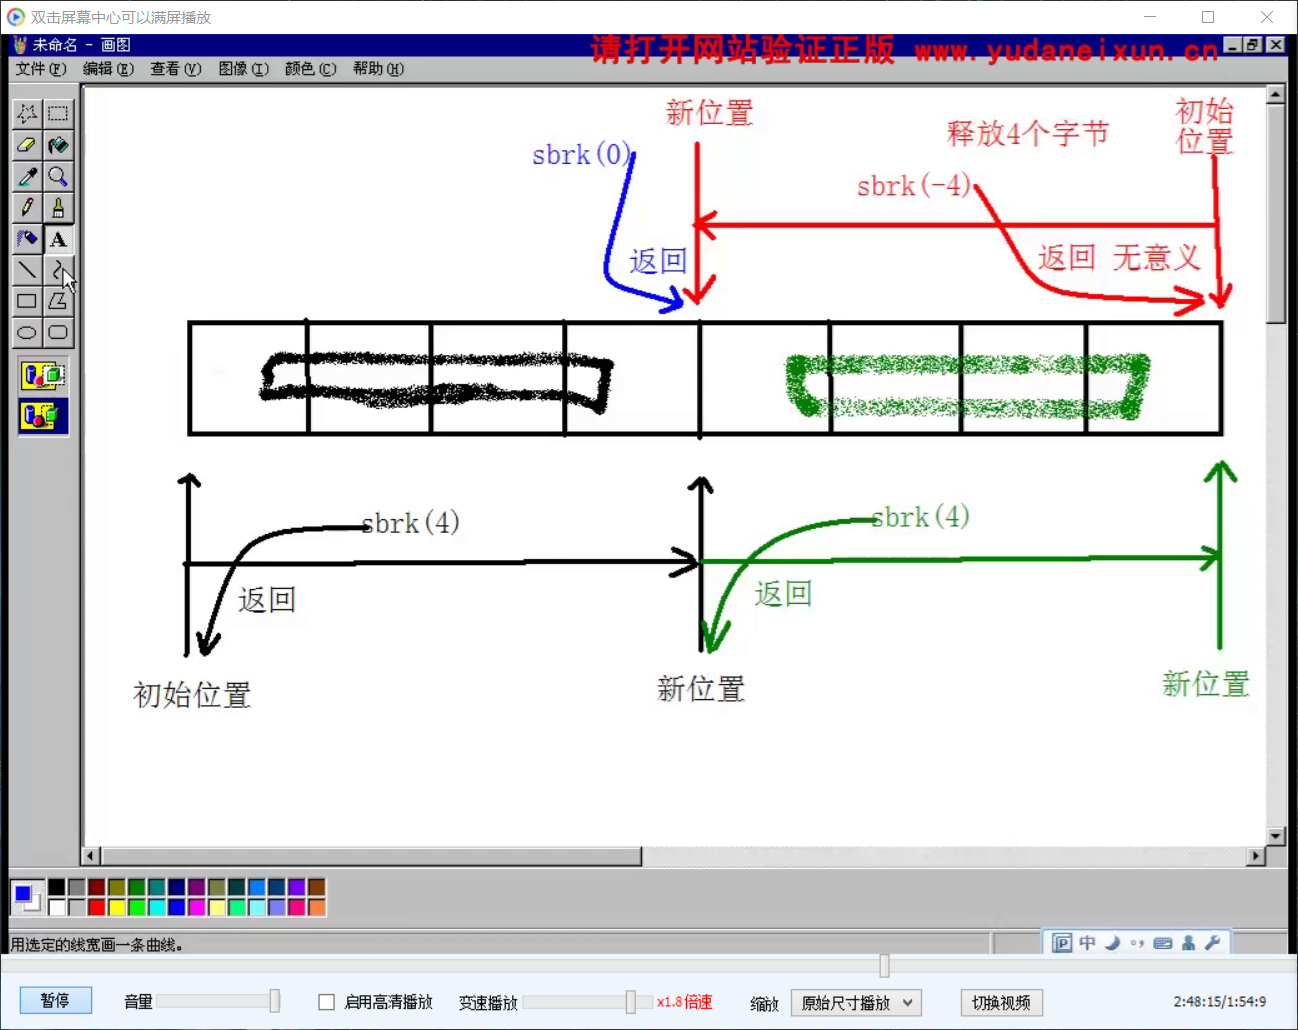 双击屏幕中心可以满屏播放
未命名 - 画图
请打开网站验证正版 www.yudaneixun.cn
文件(F) 编辑(E) 查看(V) 图像(I) 颜色(C) 帮助(H)
新位置
初始
位置
释放4个字节
sbrk(0)
sbrk(-4)
返回
返回 无意义
A
sbrk(4)
sbrk(4)
返回
返回
初始位置
新位置
新位置
用选定的线宽画一条曲线。
P 中
暂停
音量
启用高清播放
变速播放
x1.8倍速
缩放
原始尺寸播放
切换视频
2:48:15/1:54:9